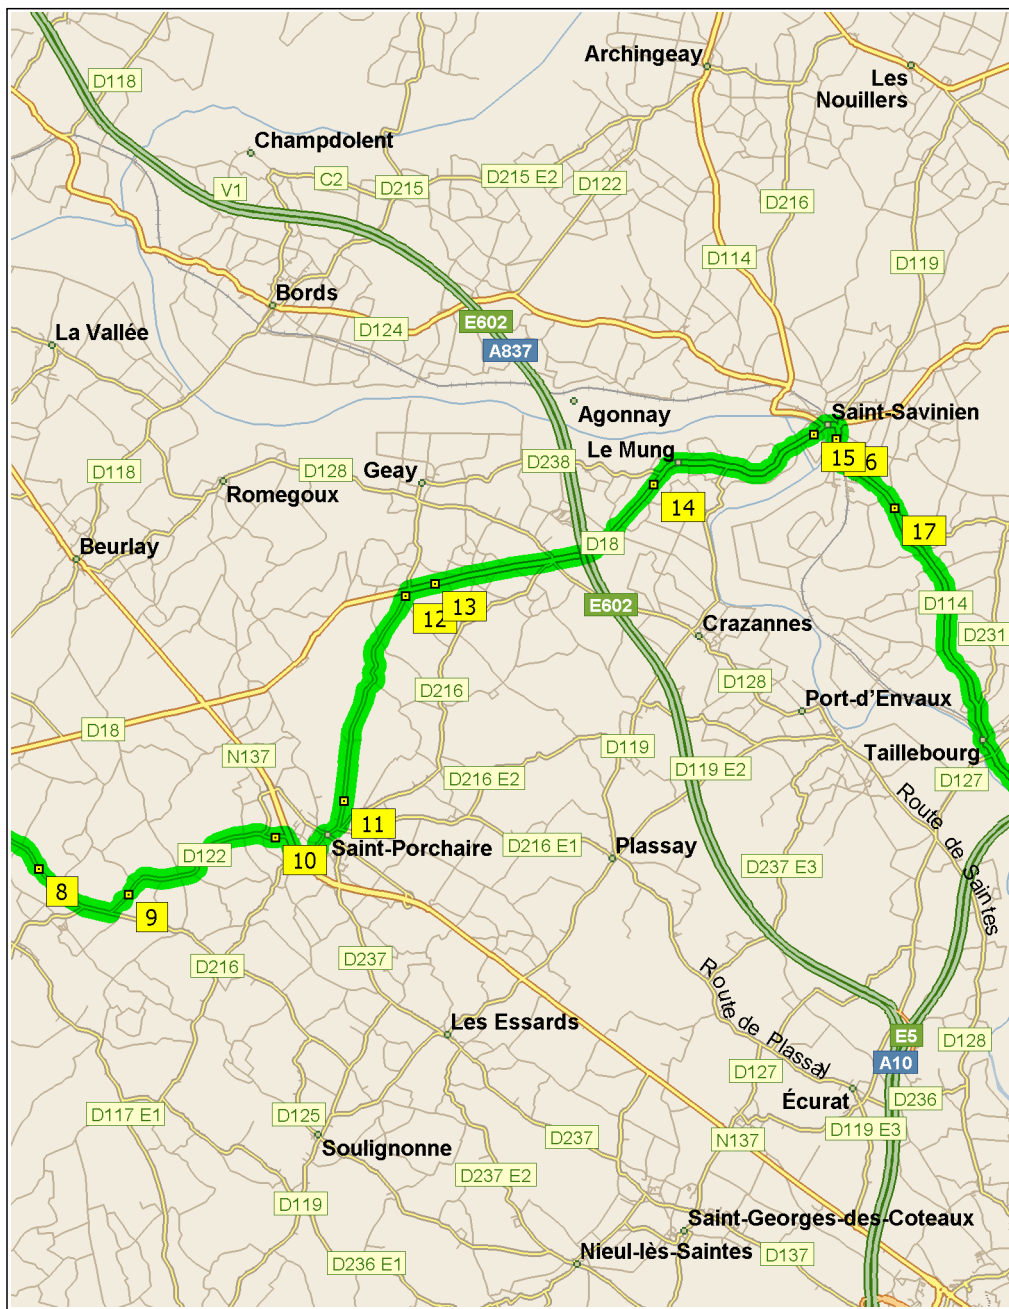 Archingeay
Les
Nouillers
D118
Champdolent
C2
V1
D215
D215 E2
D122
D216
D114
D119
Bords
E602
D124
A837
La Vallée
Agonnay
Saint-Savinien
Le Mung
15
6
D118
D128
Geay
D238
Romegoux
14
17
Beurlay
D18
E602
12
13
D114
Crazannes
D231
D216
D128
Port-d'Envaux
D18
D119
Taillebourg
N137
D216 E2
D119 E2
D127
Route de Saintes
11
D122
10
Saint-Porchaire
D216 E1
Plassay
D237 E3
8
9
D216
D237
Route de Plassay
Les Essards
E5
D128
A10
D127
D236
Écurat
D117 E1
D125
D237
N137
D119 E3
Soulignonne
D237 E2
D119
Saint-Georges-des-Coteaux
Nieul-lès-Saintes
D137
D236 E1